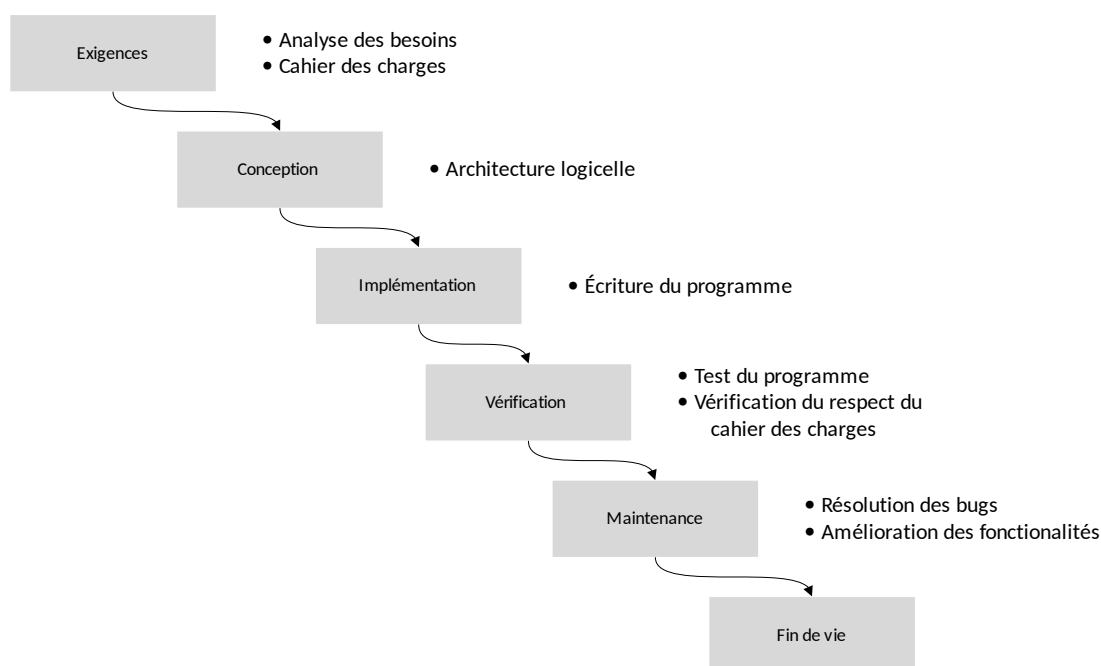 Exigences
• Analyse des besoins
• Cahier des charges
Conception
• Architecture logicelle
Implémentation
• Écriture du programme
Vérification
• Test du programme
• Vérification du respect du
cahier des charges
Maintenance
• Résolution des bugs
• Amélioration des fonctionalités
Fin de vie